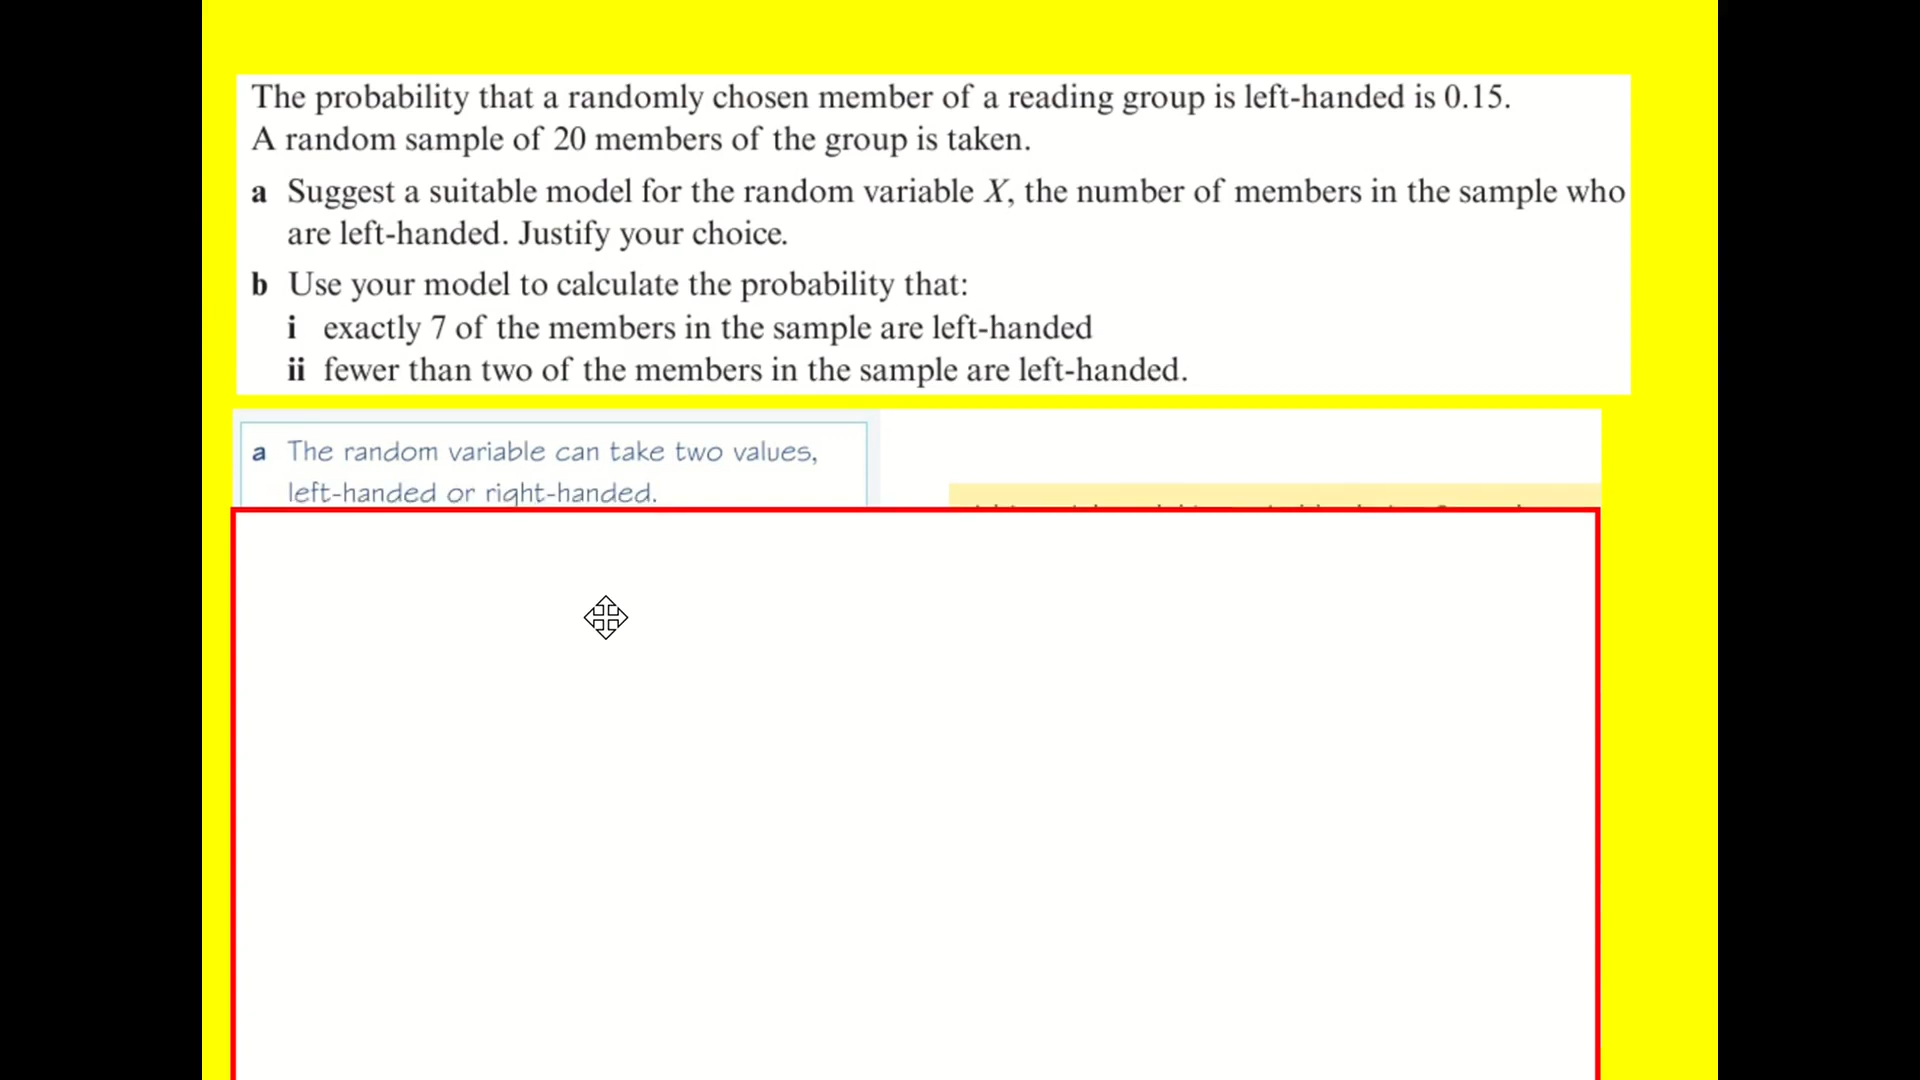 The probability that a randomly chosen member of a reading group is left-handed is 0.15.
A random sample of 20 members of the group is taken.
a Suggest a suitable model for the random variable X, the number of members in the sample who
are left-handed. Justify your choice.
b Use your model to calculate the probability that:
i exactly 7 of the members in the sample are left-handed
ii fewer than two of the members in the sample are left-handed.
a The random variable can take two values,
left-handed or right-handed.